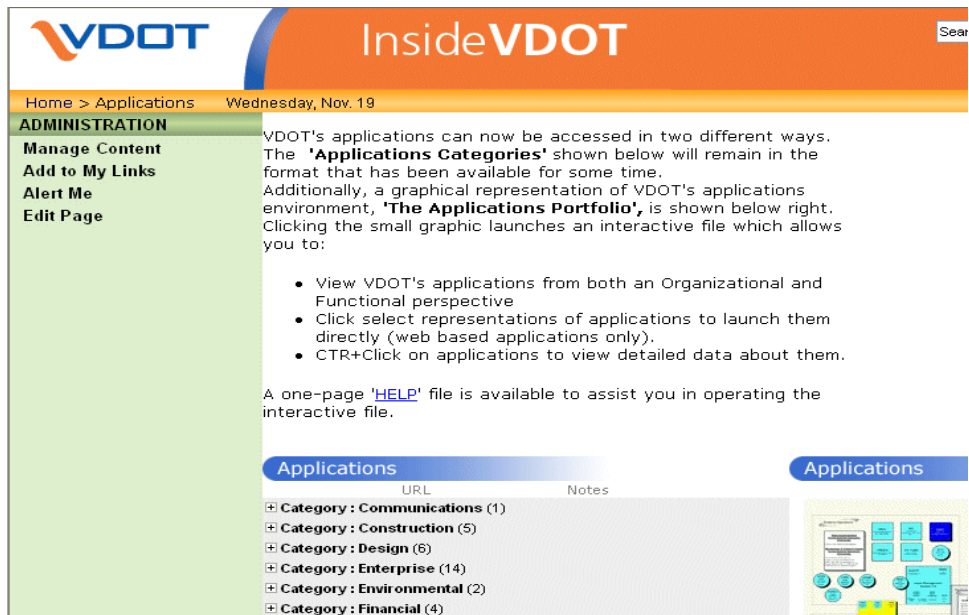 VDOT
InsideVDOT
Sear
Home > Applications
Wednesday, Nov. 19
ADMINISTRATION
Manage Content
Add to My Links
Alert Me
Edit Page
VDOT's applications can now be accessed in two different ways.
The 'Applications Categories' shown below will remain in the
format that has been available for some time.
Additionally, a graphical representation of VDOT's applications
environment, 'The Applications Portfolio', is shown below right.
Clicking the small graphic launches an interactive file which allows
you to:
• View VDOT's applications from both an Organizational and
Functional perspective
• Click select representations of applications to launch them
directly (web based applications only).
• CTR+Click on applications to view detailed data about them.
A one-page 'HELP' file is available to assist you in operating the
interactive file.
Applications
URL Notes
Category : Communications (1)
Category : Construction (5)
Category : Design (6)
Category : Enterprise (14)
Category : Environmental (2)
Category : Financial (4)
Applications